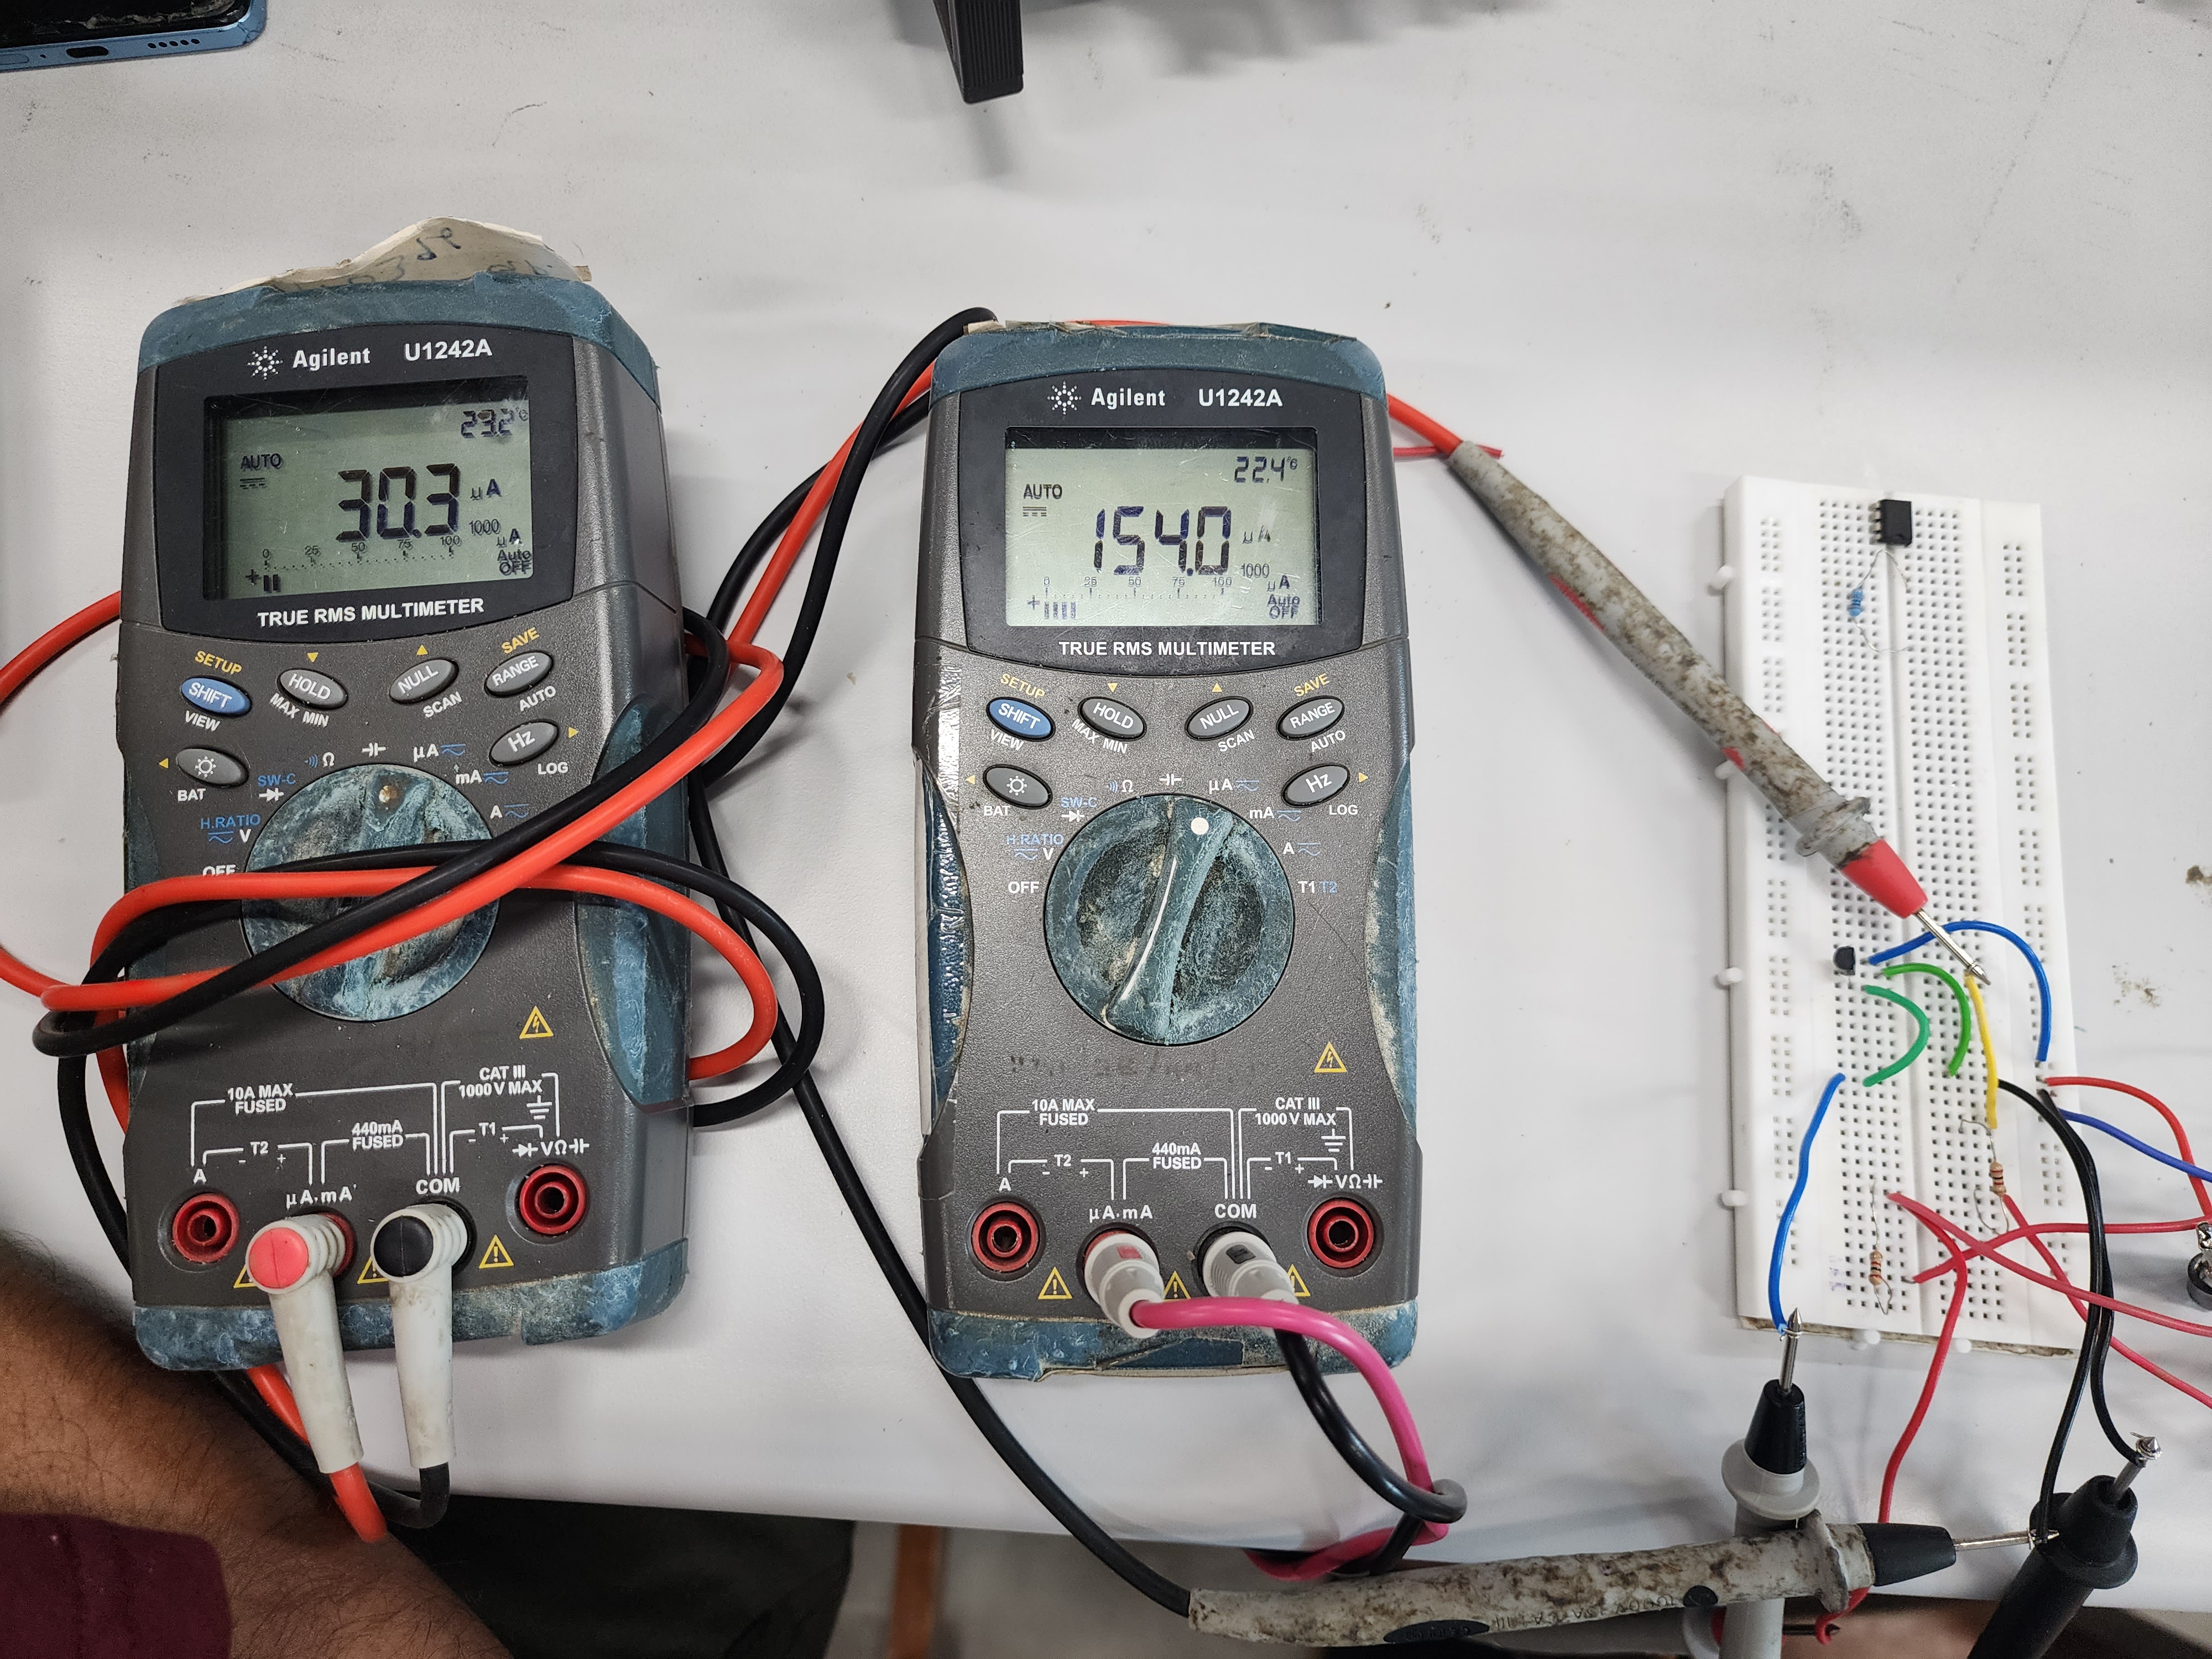 Agilent U1242A
23.2°C
AUTO
30.3 µA
1000 µA
0 25 50 75 100
Auto OFF
TRUE RMS MULTIMETER
SETUP SAVE
SHIFT HOLD NULL RANGE
VIEW MAX MIN SCAN AUTO
Hz
BAT LOG
SW-C Ω µA
mA
H.RATIO V A
OFF
CAT III
10A MAX FUSED 1000 V MAX
440mA FUSED
T2 T1
A µA.mA COM VΩ
Agilent U1242A
22.4°C
AUTO
154.0 µA
1000 µA
0 25 50 75 100
Auto OFF
TRUE RMS MULTIMETER
SETUP SAVE
SHIFT HOLD NULL RANGE
VIEW MAX MIN SCAN AUTO
Hz
BAT LOG
SW-C Ω µA
mA
H.RATIO V A
OFF T1 T2
CAT III
10A MAX FUSED 1000 V MAX
440mA FUSED
T2 T1
A µA.mA COM VΩ